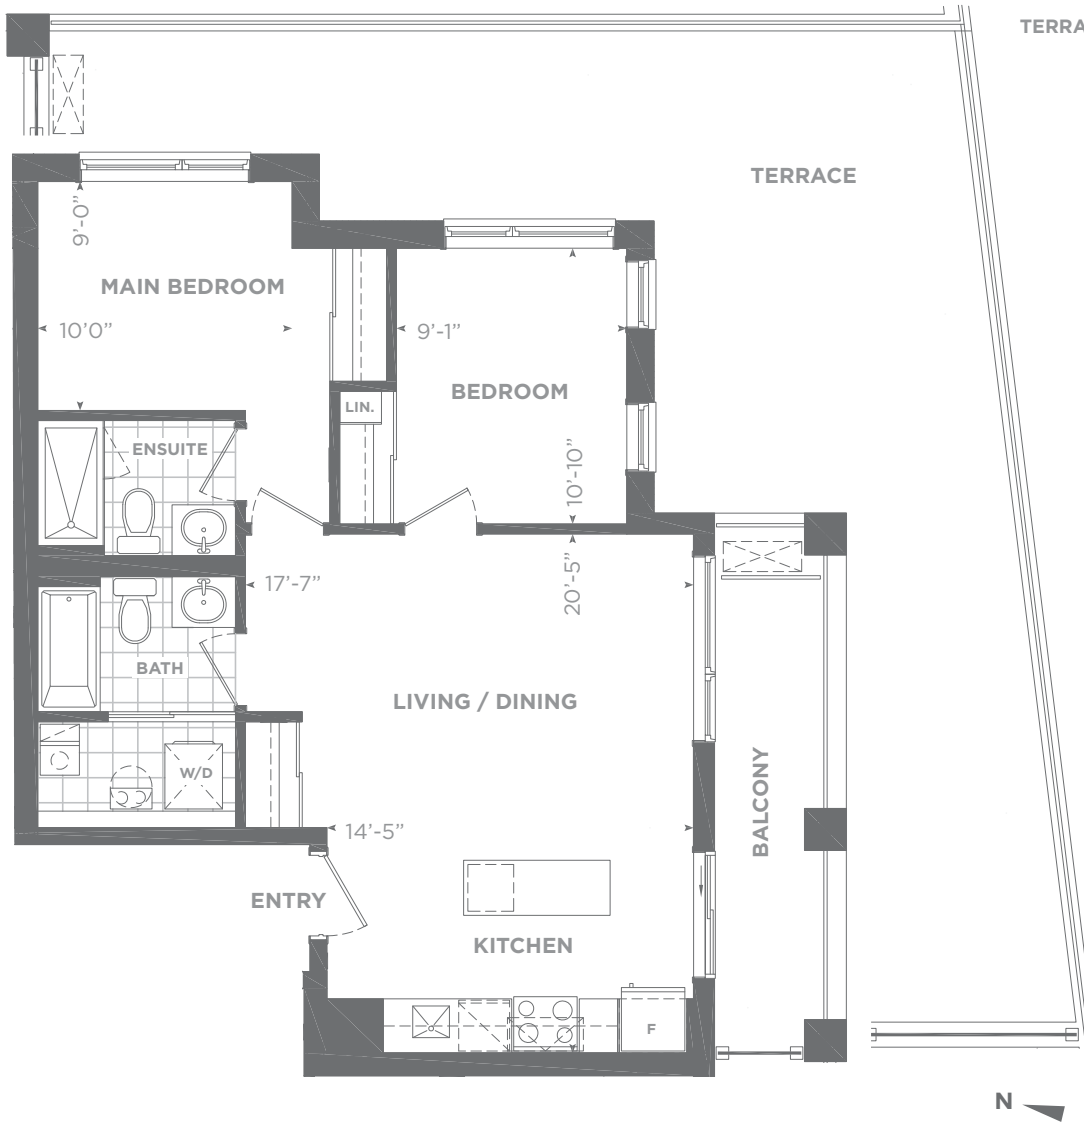 TERRA
TERRACE
9’-0”
MAIN BEDROOM
10’0”
9’-1”
BEDROOM
LIN.
ENSUITE
10’-10”
17’-7”
20’-5”
BATH
LIVING / DINING
W/D
BALCONY
14’-5”
ENTRY
KITCHEN
F
N